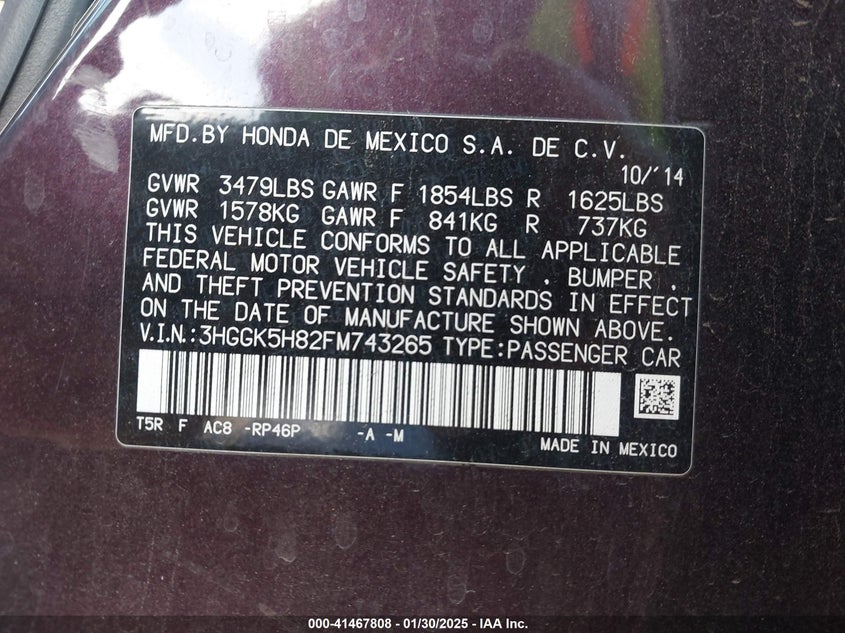 MFD.BY HONDA DE MEXICO S.A. DE C.V.
10/'14
GVWR 3479LBS GAWR F 1854LBS R 1625LBS
GVWR 1578KG GAWR F 841KG R 737KG
THIS VEHICLE CONFORMS TO ALL APPLICABLE
FEDERAL MOTOR VEHICLE SAFETY , BUMPER ,
AND THEFT PREVENTION STANDARDS IN EFFECT
ON THE DATE OF MANUFACTURE SHOWN ABOVE.
V.I.N.:3HGGK5H82FM743265 TYPE:PASSENGER CAR
T5R F AC8 -RP46P -A -M
MADE IN MEXICO
000-41467808 - 01/30/2025 - IAA Inc.